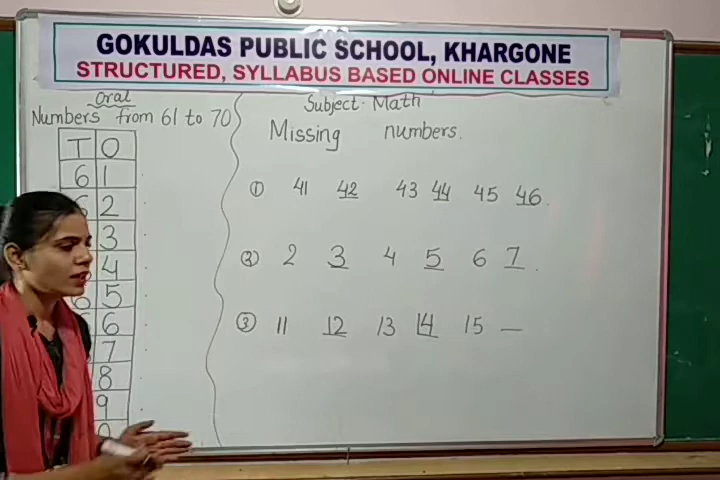 GOKULDAS PUBLIC SCHOOL, KHARGONE
STRUCTURED, SYLLABUS BASED ONLINE CLASSES
Oral
Numbers from 61 to 70
T O
6 1
2
3
4
5
6
7
8
9
0
Subject - Math
Missing numbers.
① 41 42 43 44 45 46.
② 2 3 4 5 6 7.
③ 11 12 13 14 15 _